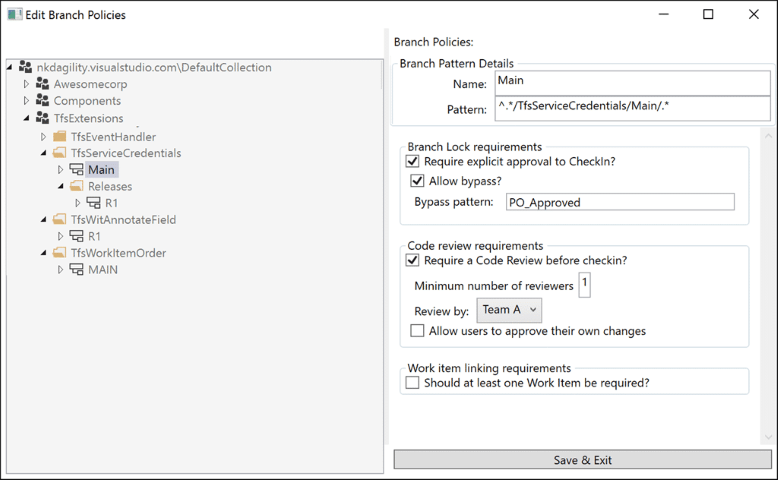 Edit Branch Policies
nkdagility.visualstudio.com\DefaultCollection
Awesomecorp
Components
TfsExtensions
TfsEventHandler
TfsServiceCredentials
Main
Releases
R1
TfsWitAnnotateField
R1
TfsWorkItemOrder
MAIN
Branch Policies:
Branch Pattern Details
Name: Main
Pattern: ^.*/TfsServiceCredentials/Main/.*
Branch Lock requirements
Require explicit approval to CheckIn?
Allow bypass?
Bypass pattern: PO_Approved
Code review requirements
Require a Code Review before checkin?
Minimum number of reviewers 1
Review by: Team A
Allow users to approve their own changes
Work item linking requirements
Should at least one Work Item be required?
Save & Exit